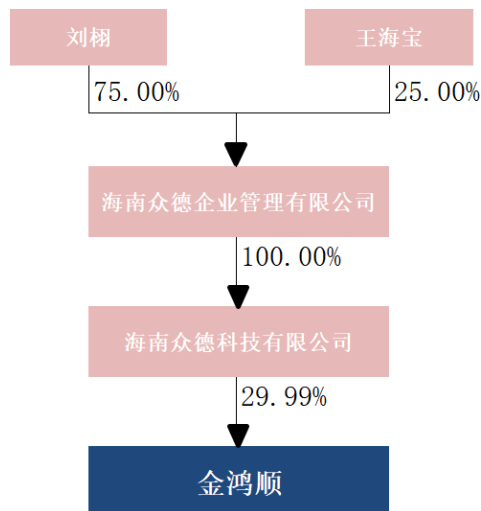 刘栩
王海宝
75.00%
25.00%
海南众德企业管理有限公司
100.00%
海南众德科技有限公司
29.99%
金鸿顺